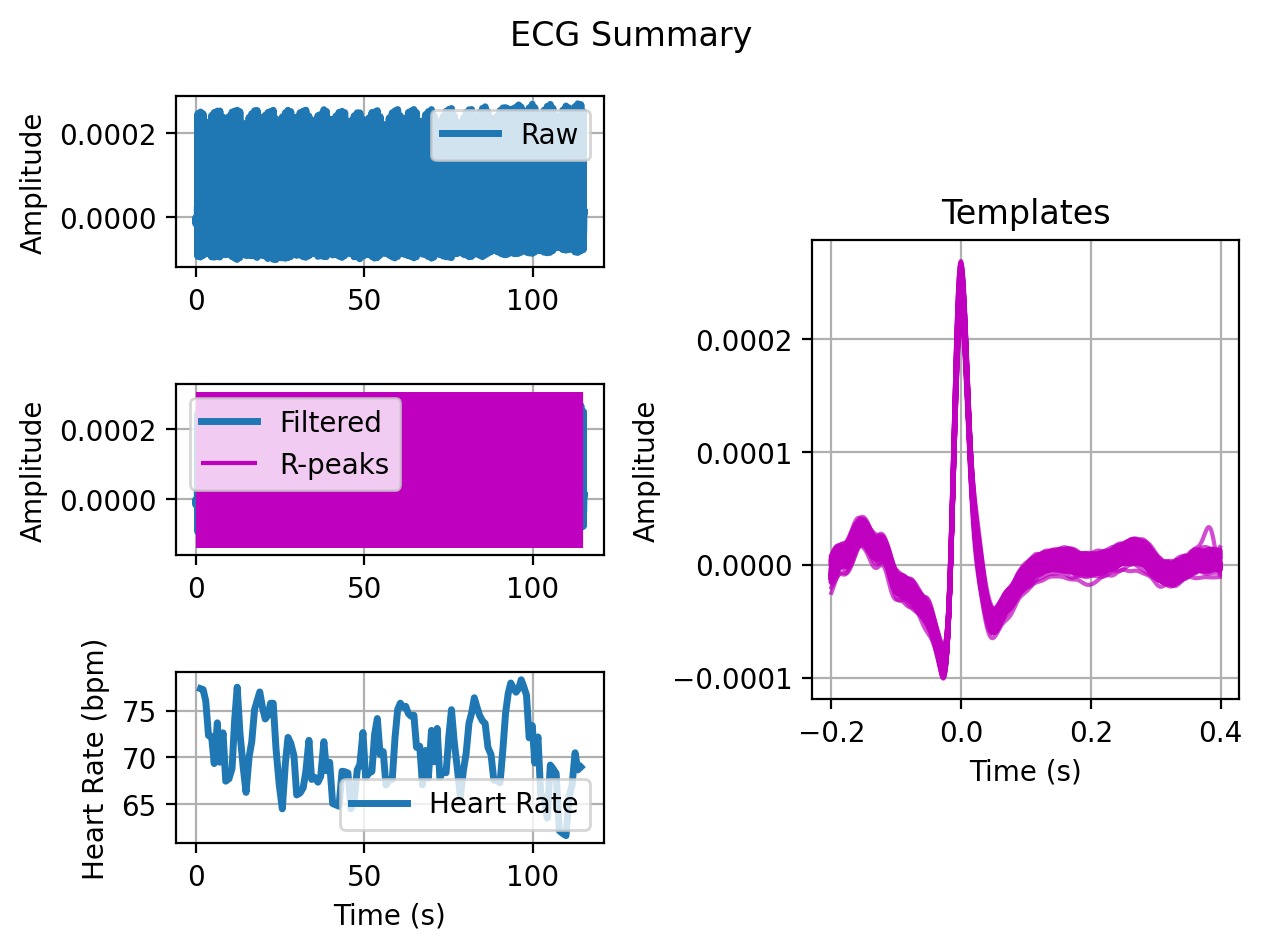 ECG Summary
Amplitude
0.0002
0.0000
Raw
0
50
100
Amplitude
0.0002
0.0000
Filtered
R-peaks
0
50
100
Heart Rate (bpm)
75
70
65
Heart Rate
0
50
100
Time (s)
Templates
Amplitude
0.0002
0.0001
0.0000
−0.0001
−0.2
0.0
0.2
0.4
Time (s)